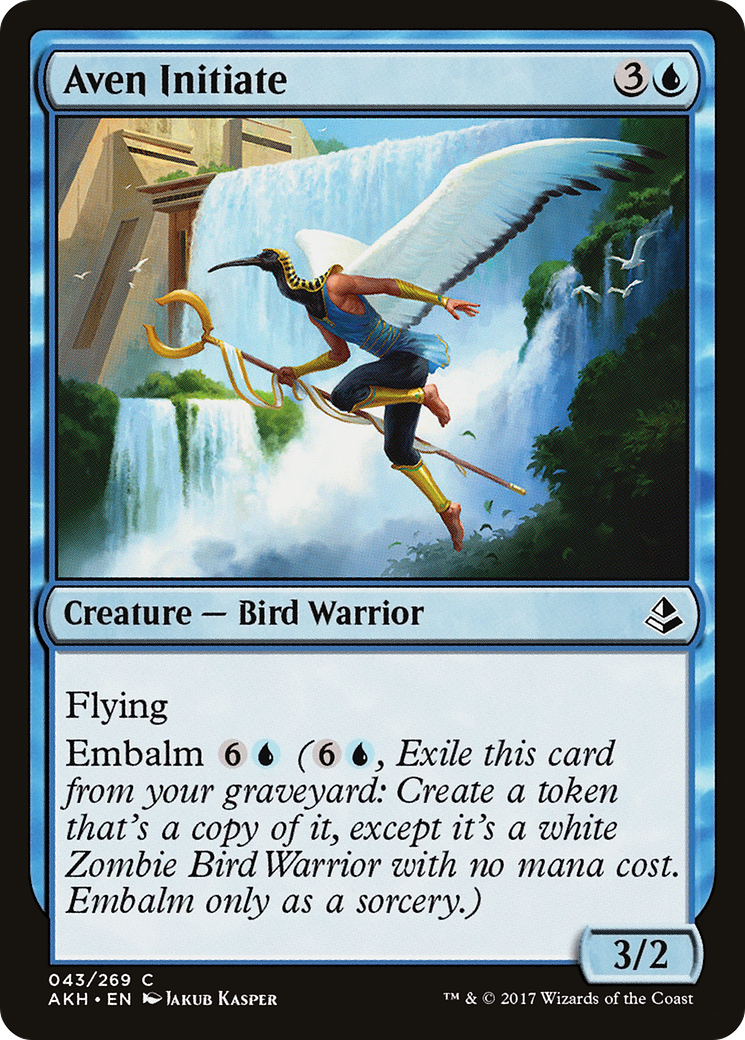 Aven Initiate 3
Creature — Bird Warrior
Flying
Embalm 6 (6, Exile this card
from your graveyard: Create a token
that's a copy of it, except it's a white
Zombie Bird Warrior with no mana cost.
Embalm only as a sorcery.)
3/2
043/269 C
AKH • EN Jakub Kasper
™ & © 2017 Wizards of the Coast